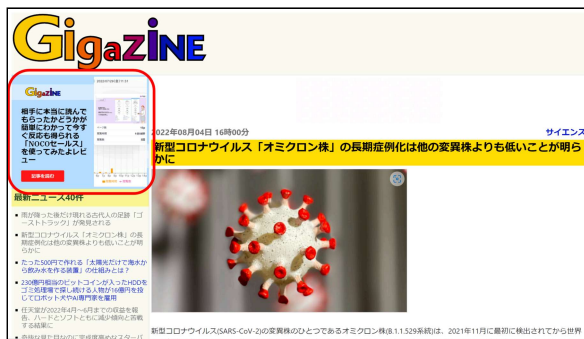 GigaZiNE
GigaZiNE
相手に本当に読んで
もらったかどうかが
簡単にわかって今す
ぐ反応も得られる
「NOCOセールス」
を使ってみたよレビ
ュー
記事を読む
2022年08月04日 16時00分
サイエンス
新型コロナウイルス「オミクロン株」の長期症例化は他の変異株よりも低いことが明ら
かに
最新ニュース40件
雨が降った後だけ現れる古代人の足跡「ゴ
ーストトラック」が発見される
新型コロナウイルス「オミクロン株」の長
期症例化は他の変異株よりも低いことが明
らかに
たった500円で作れる「太陽光だけで海水か
ら飲み水を作る装置」の仕組みとは？
230億円相当のビットコインが入ったHDDを
ゴミ処理場で探し続ける人物が16億円を投
じてロボット犬やAI専門家を雇用
任天堂が2022年4月～6月までの収益を報
告、ハードとソフトともに減少傾向と苦戦
する結果に
新型コロナウイルス(SARS-CoV-2)の変異株のひとつであるオミクロン株(B.1.1.529系統)は、2021年11月に最初に検出されてから世界